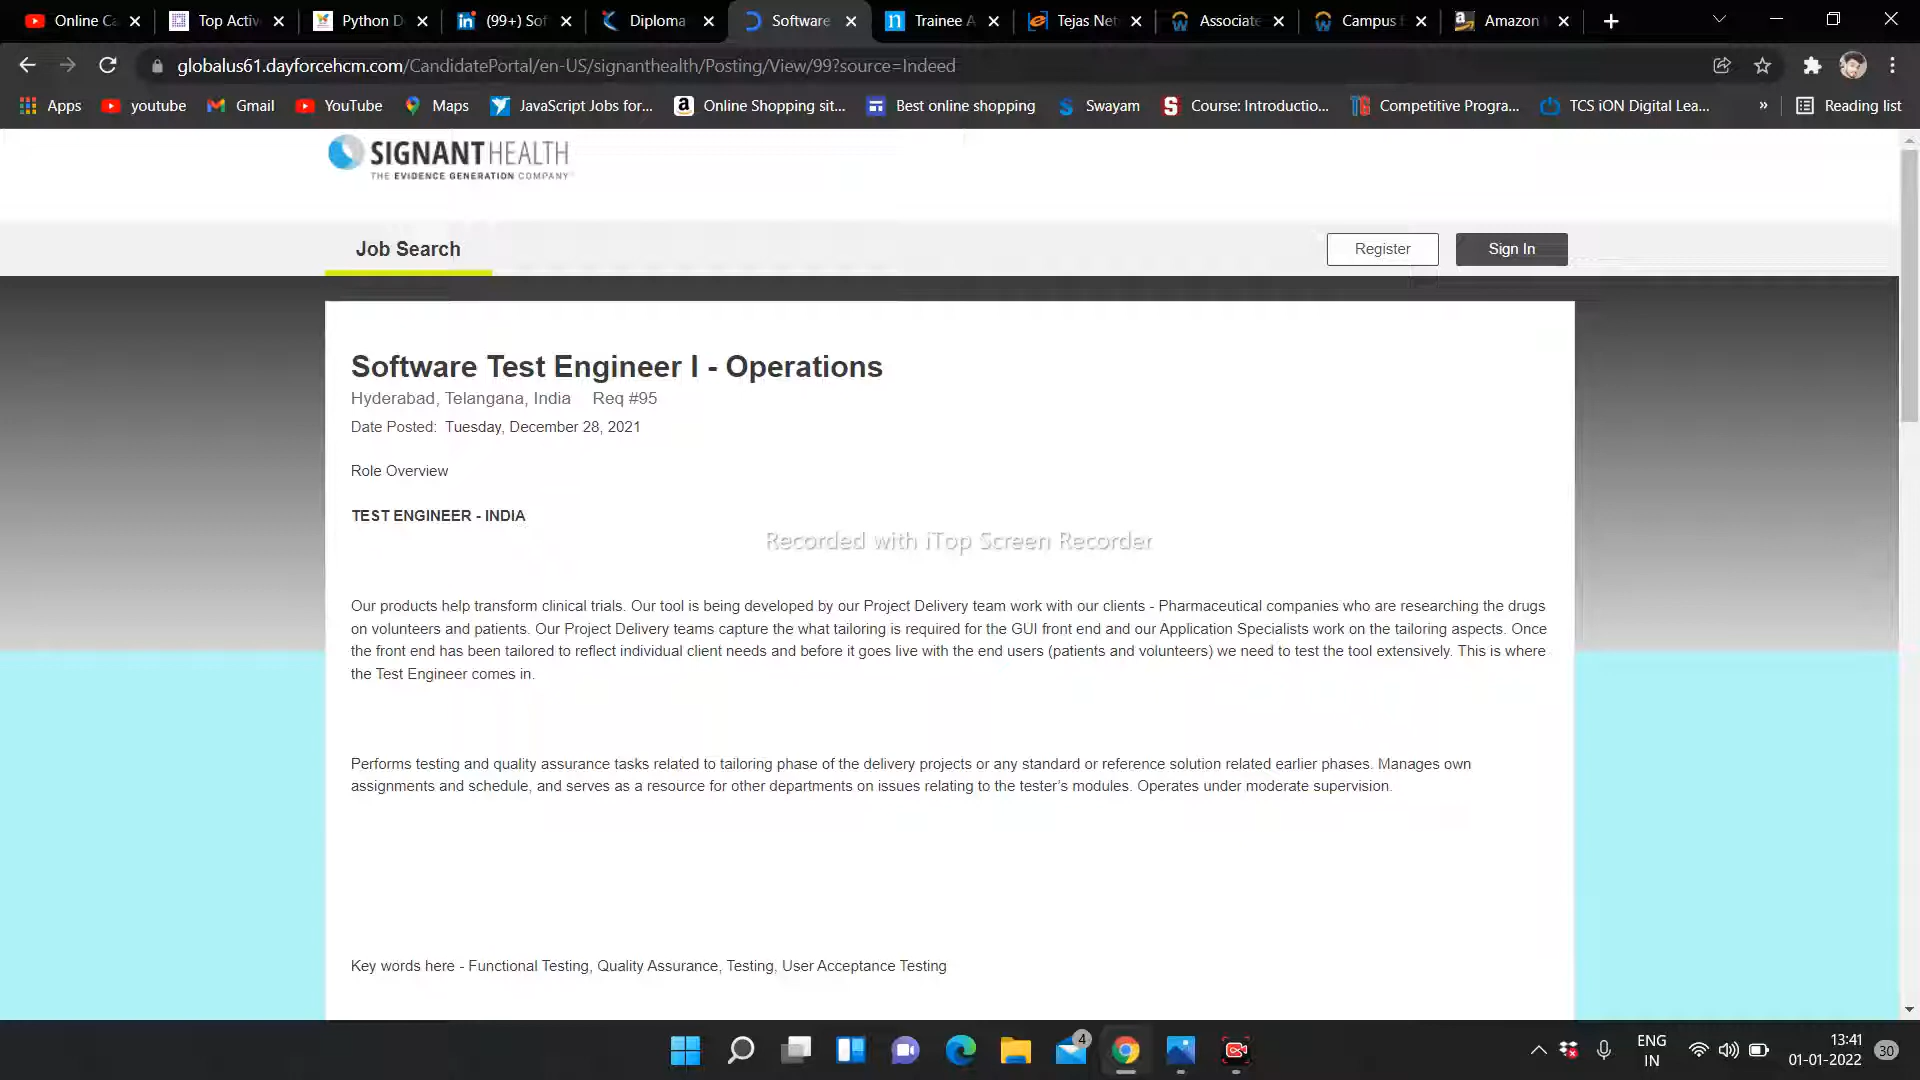 Online Ca
Top Activ
Python D
(99+) Sof
Diploma
Software
Trainee A
Tejas Net
Associate
Campus
Amazon
globalus61.dayforcehcm.com/CandidatePortal/en-US/signanthealth/Posting/View/99?source=Indeed
Apps
youtube
Gmail
YouTube
Maps
JavaScript Jobs for...
Online Shopping sit...
Best online shopping
Swayam
Course: Introductio...
Competitive Progra...
TCS iON Digital Lea...
»
Reading list
SIGNANT HEALTH
THE EVIDENCE GENERATION COMPANY
Job Search
Register
Sign In
Software Test Engineer I - Operations
Hyderabad, Telangana, India Req #95
Date Posted: Tuesday, December 28, 2021
Role Overview
TEST ENGINEER - INDIA
Recorded with iTop Screen Recorder
Our products help transform clinical trials. Our tool is being developed by our Project Delivery team work with our clients - Pharmaceutical companies who are researching the drugs
on volunteers and patients. Our Project Delivery teams capture the what tailoring is required for the GUI front end and our Application Specialists work on the tailoring aspects. Once
the front end has been tailored to reflect individual client needs and before it goes live with the end users (patients and volunteers) we need to test the tool extensively. This is where
the Test Engineer comes in.
Performs testing and quality assurance tasks related to tailoring phase of the delivery projects or any standard or reference solution related earlier phases. Manages own
assignments and schedule, and serves as a resource for other departments on issues relating to the tester's modules. Operates under moderate supervision.
Key words here - Functional Testing, Quality Assurance, Testing, User Acceptance Testing
4
ENG
IN
13:41
01-01-2022
30